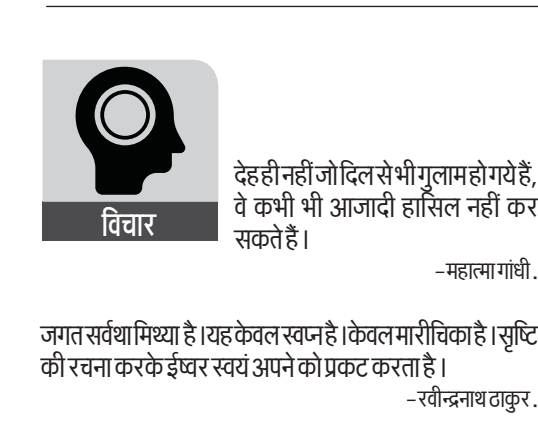 विचार
देह ही नहीं जो दिल से भी गुलाम हो गये हैं,
वे कभी भी आजादी हासिल नहीं कर
सकते हैं।
-महात्मा गांधी.
जगत सर्वथा मिथ्या है। यह केवल स्वप्न है। केवल मारीचिका है। सृष्टि
की रचना करके ईष्वर स्वयं अपने को प्रकट करता है।
-रवीन्द्रनाथ ठाकुर.